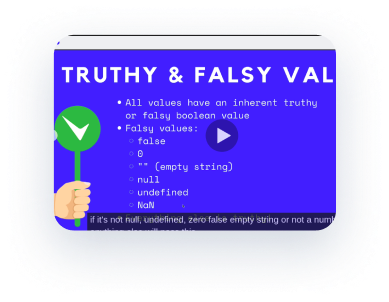 TRUTHY & FALSY VAL
All values have an inherent truthy
or falsy boolean value
Falsy values:
false
0
"" (empty string)
null
undefined
NaN
if it's not null, undefined, zero false empty string or not a numb